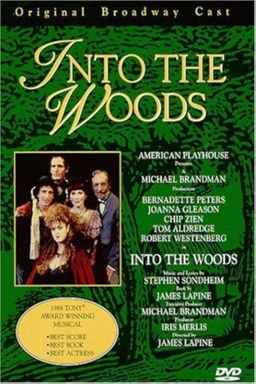 Original Broadway Cast
INTO THE
WOODS
AMERICAN PLAYHOUSE
Presents
A
MICHAEL BRANDMAN
Production
BERNADETTE PETERS
JOANNA GLEASON
CHIP ZIEN
TOM ALDREDGE
ROBERT WESTENBERG
in
INTO THE WOODS
Music and Lyrics by
STEPHEN SONDHEIM
Book by
JAMES LAPINE
Executive Producer
MICHAEL BRANDMAN
Producer
IRIS MERLIS
Directed by
JAMES LAPINE
1988 TONY
AWARD WINNING
MUSICAL
•BEST SCORE
•BEST BOOK
•BEST ACTRESS
DVD